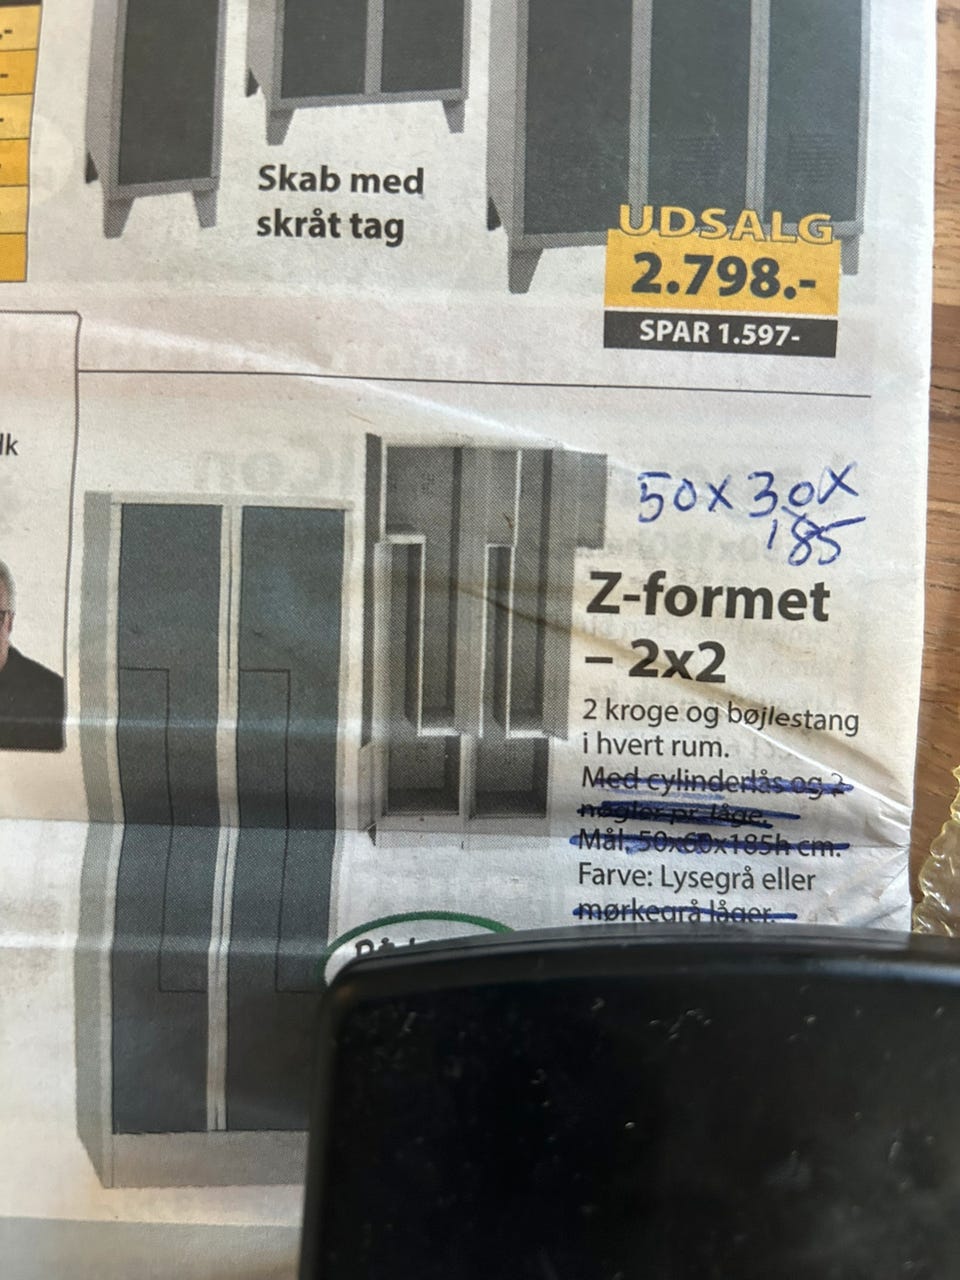 Skab med
skråt tag
UDSALG
2.798.-
SPAR 1.597-
lk
50x30x
185
Z-formet
– 2x2
2 kroge og bøjlestang
i hvert rum.
Med cylinderlås og 2
nøgler pr. låge.
Mål: 50x60x185h cm.
Farve: Lysegrå eller
mørkegrå låger.